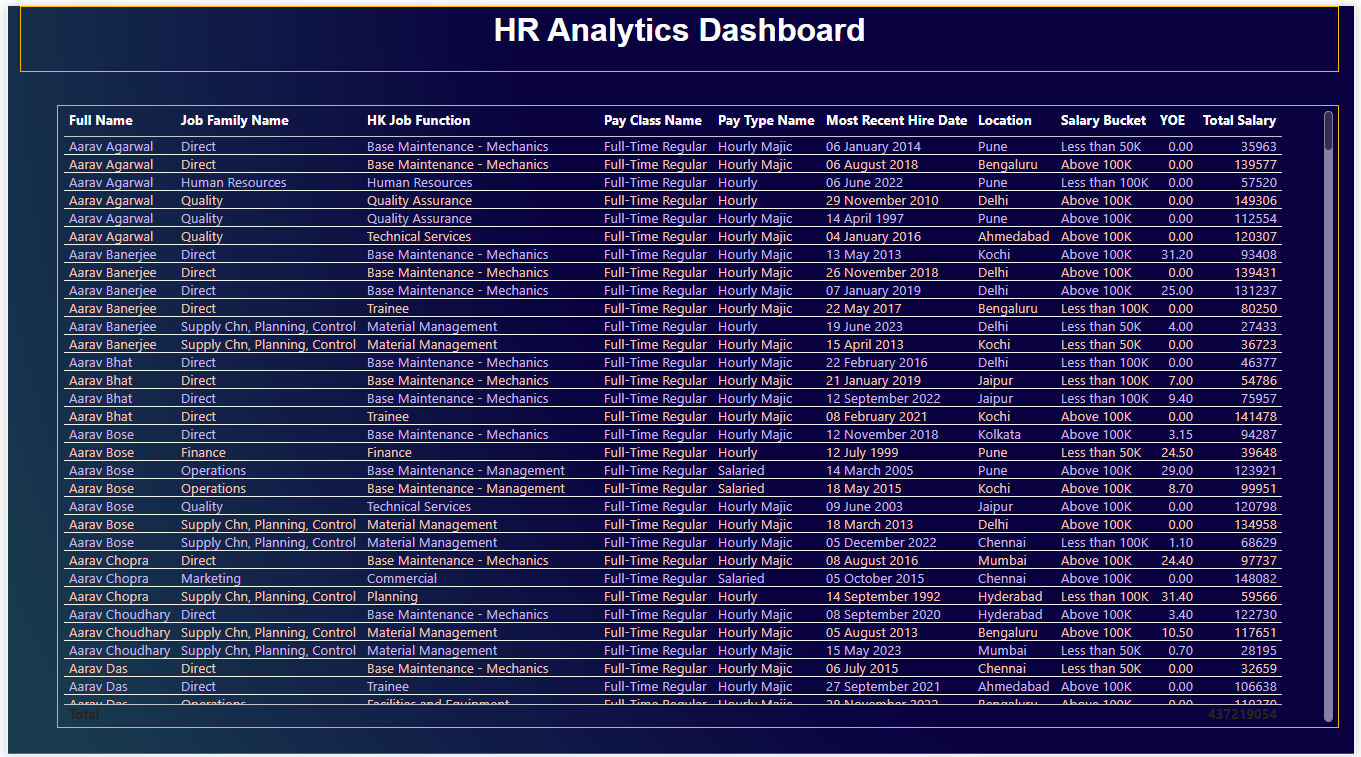 HR Analytics Dashboard
Full Name Job Family Name HK Job Function Pay Class Name Pay Type Name Most Recent Hire Date Location Salary Bucket YOE Total Salary
Aarav Agarwal Direct Base Maintenance - Mechanics Full-Time Regular Hourly Majic 06 January 2014 Pune Less than 50K 0.00 35963
Aarav Agarwal Direct Base Maintenance - Mechanics Full-Time Regular Hourly Majic 06 August 2018 Bengaluru Above 100K 0.00 139577
Aarav Agarwal Human Resources Human Resources Full-Time Regular Hourly 06 June 2022 Pune Less than 100K 0.00 57520
Aarav Agarwal Quality Quality Assurance Full-Time Regular Hourly 29 November 2010 Delhi Above 100K 0.00 149306
Aarav Agarwal Quality Quality Assurance Full-Time Regular Hourly Majic 14 April 1997 Pune Above 100K 0.00 112554
Aarav Agarwal Quality Technical Services Full-Time Regular Hourly Majic 04 January 2016 Ahmedabad Above 100K 0.00 120307
Aarav Banerjee Direct Base Maintenance - Mechanics Full-Time Regular Hourly Majic 13 May 2013 Kochi Above 100K 31.20 93408
Aarav Banerjee Direct Base Maintenance - Mechanics Full-Time Regular Hourly Majic 26 November 2018 Delhi Above 100K 0.00 139431
Aarav Banerjee Direct Base Maintenance - Mechanics Full-Time Regular Hourly Majic 07 January 2019 Delhi Above 100K 25.00 131237
Aarav Banerjee Direct Trainee Full-Time Regular Hourly Majic 22 May 2017 Bengaluru Less than 100K 0.00 80250
Aarav Banerjee Supply Chn, Planning, Control Material Management Full-Time Regular Hourly 19 June 2023 Delhi Less than 50K 4.00 27433
Aarav Banerjee Supply Chn, Planning, Control Material Management Full-Time Regular Hourly Majic 15 April 2013 Kochi Less than 50K 0.00 36723
Aarav Bhat Direct Base Maintenance - Mechanics Full-Time Regular Hourly Majic 22 February 2016 Delhi Less than 100K 0.00 46377
Aarav Bhat Direct Base Maintenance - Mechanics Full-Time Regular Hourly Majic 21 January 2019 Jaipur Less than 100K 7.00 54786
Aarav Bhat Direct Base Maintenance - Mechanics Full-Time Regular Hourly Majic 12 September 2022 Jaipur Less than 100K 9.40 75957
Aarav Bhat Direct Trainee Full-Time Regular Hourly Majic 08 February 2021 Kochi Above 100K 0.00 141478
Aarav Bose Direct Base Maintenance - Mechanics Full-Time Regular Hourly Majic 12 November 2018 Kolkata Above 100K 3.15 94287
Aarav Bose Finance Finance Full-Time Regular Hourly 12 July 1999 Pune Less than 50K 24.50 39648
Aarav Bose Operations Base Maintenance - Management Full-Time Regular Salaried 14 March 2005 Pune Above 100K 29.00 123921
Aarav Bose Operations Base Maintenance - Management Full-Time Regular Salaried 18 May 2015 Kochi Above 100K 8.70 99951
Aarav Bose Quality Technical Services Full-Time Regular Hourly Majic 09 June 2003 Jaipur Above 100K 0.00 120798
Aarav Bose Supply Chn, Planning, Control Material Management Full-Time Regular Hourly Majic 18 March 2013 Delhi Above 100K 0.00 134958
Aarav Bose Supply Chn, Planning, Control Material Management Full-Time Regular Hourly Majic 05 December 2022 Chennai Less than 100K 1.10 68629
Aarav Chopra Direct Base Maintenance - Mechanics Full-Time Regular Hourly Majic 08 August 2016 Mumbai Above 100K 24.40 97737
Aarav Chopra Marketing Commercial Full-Time Regular Salaried 05 October 2015 Chennai Above 100K 0.00 148082
Aarav Chopra Supply Chn, Planning, Control Planning Full-Time Regular Hourly 14 September 1992 Hyderabad Less than 100K 31.40 59566
Aarav Choudhary Direct Base Maintenance - Mechanics Full-Time Regular Hourly Majic 08 September 2020 Hyderabad Above 100K 3.40 122730
Aarav Choudhary Supply Chn, Planning, Control Material Management Full-Time Regular Hourly Majic 05 August 2013 Bengaluru Above 100K 10.50 117651
Aarav Choudhary Supply Chn, Planning, Control Material Management Full-Time Regular Hourly Majic 15 May 2023 Mumbai Less than 50K 0.70 28195
Aarav Das Direct Base Maintenance - Mechanics Full-Time Regular Hourly Majic 06 July 2015 Chennai Less than 50K 0.00 32659
Aarav Das Direct Trainee Full-Time Regular Hourly Majic 27 September 2021 Ahmedabad Above 100K 0.00 106638
Aarav Das Operations Facilities and Equipment Full-Time Regular Hourly Majic Bengaluru Above 100K 0.00
Total 437219054